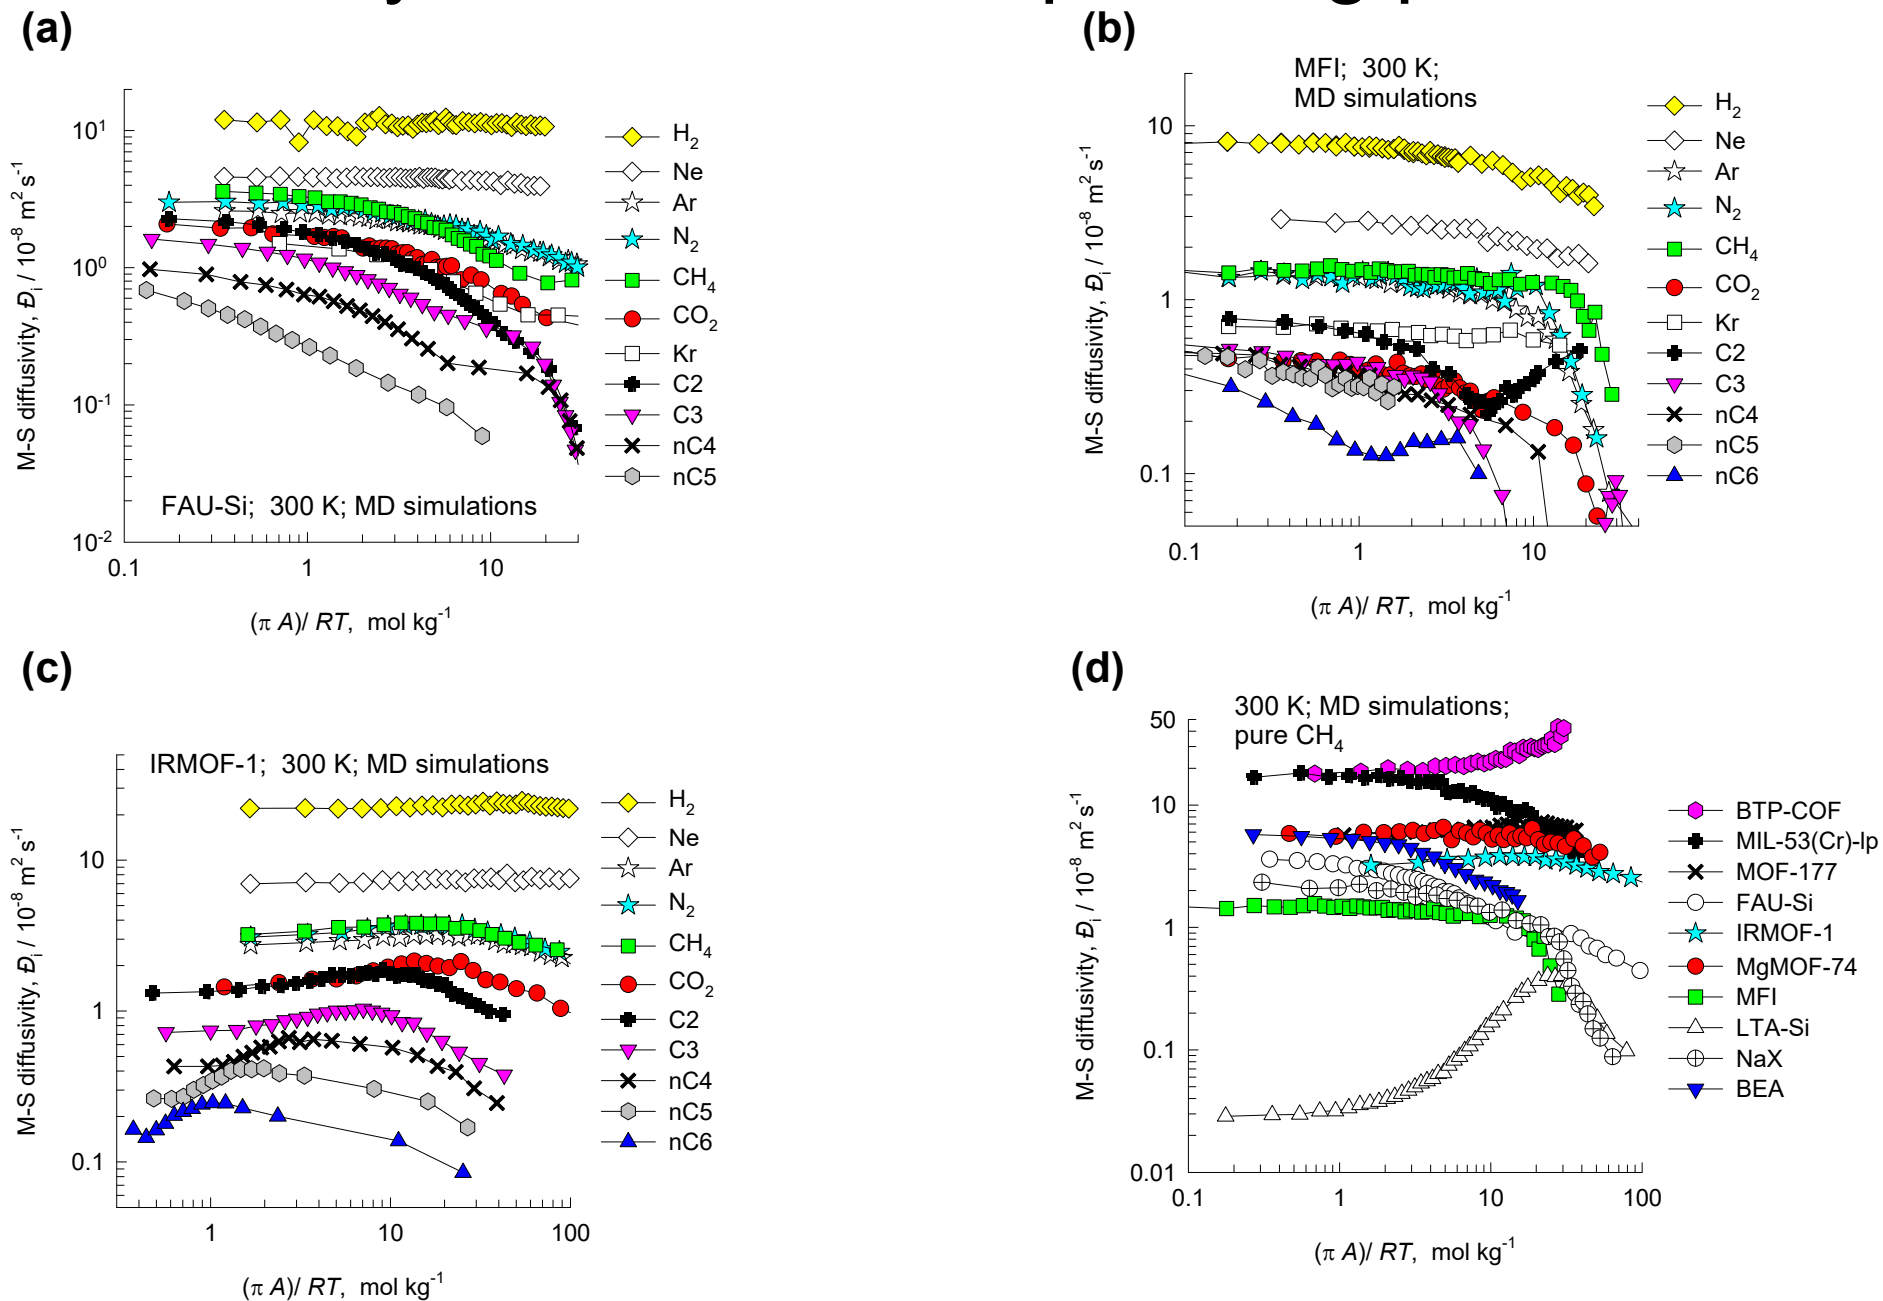 (a)
10¹
10⁰
10⁻¹
10⁻²
0.1
1
10
M-S diffusivity, Đᵢ / 10⁻⁸ m² s⁻¹
(π A)/ RT, mol kg⁻¹
FAU-Si; 300 K; MD simulations
H₂
Ne
Ar
N₂
CH₄
CO₂
Kr
C2
C3
nC4
nC5
(b)
MFI; 300 K;
MD simulations
10
1
0.1
0.1
1
10
M-S diffusivity, Đᵢ / 10⁻⁸ m² s⁻¹
(π A)/ RT, mol kg⁻¹
H₂
Ne
Ar
N₂
CH₄
CO₂
Kr
C2
C3
nC4
nC5
nC6
(c)
IRMOF-1; 300 K; MD simulations
10
1
0.1
1
10
100
M-S diffusivity, Đᵢ / 10⁻⁸ m² s⁻¹
(π A)/ RT, mol kg⁻¹
H₂
Ne
Ar
N₂
CH₄
CO₂
C2
C3
nC4
nC5
nC6
(d)
300 K; MD simulations;
pure CH₄
50
10
1
0.1
0.01
0.1
1
10
100
M-S diffusivity, Đᵢ / 10⁻⁸ m² s⁻¹
(π A)/ RT, mol kg⁻¹
BTP-COF
MIL-53(Cr)-lp
MOF-177
FAU-Si
IRMOF-1
MgMOF-74
MFI
LTA-Si
NaX
BEA